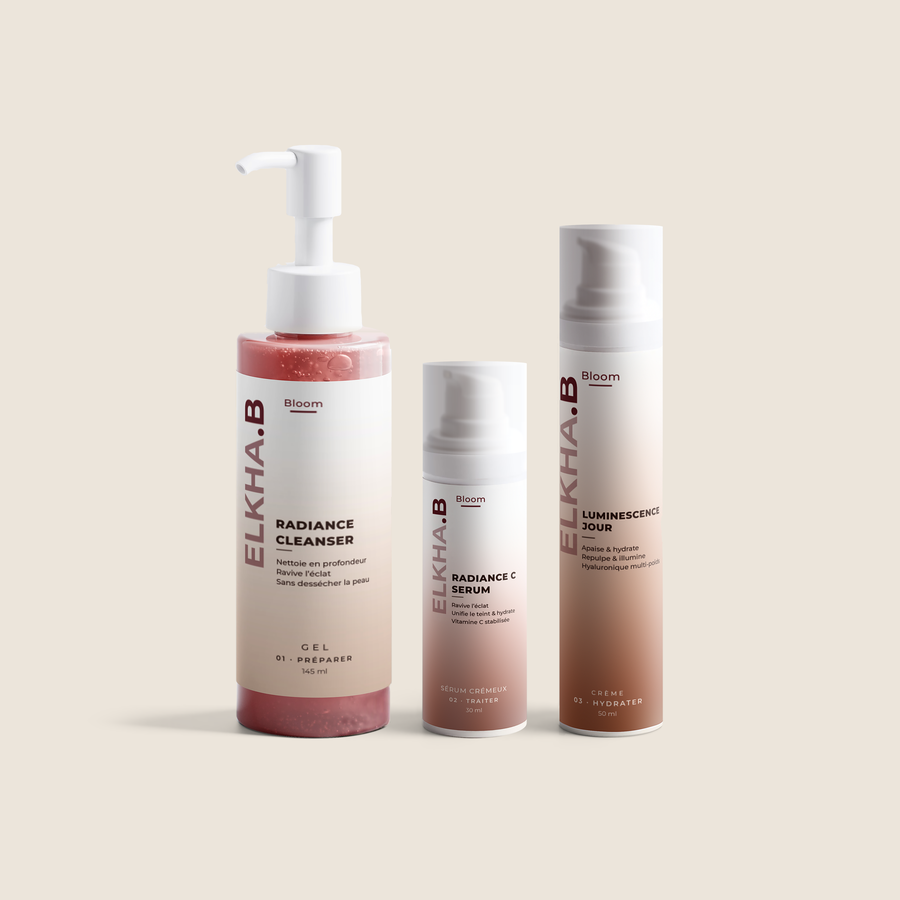 Bloom
ELKHA.B
RADIANCE
CLEANSER
Nettoie en profondeur
Ravive l'éclat
Sans dessécher la peau
GEL
01 · PRÉPARER
145 ml
Bloom
ELKHA.B
RADIANCE C
SERUM
Ravive l'éclat
Unifie le teint & hydrate
Vitamine C stabilisée
SÉRUM CRÉMEUX
02 · TRAITER
30 ml
Bloom
ELKHA.B
LUMINESCENCE
JOUR
Apaise & hydrate
Repulpe & illumine
Hyaluronique multi-poids
CRÈME
03 · HYDRATER
50 ml